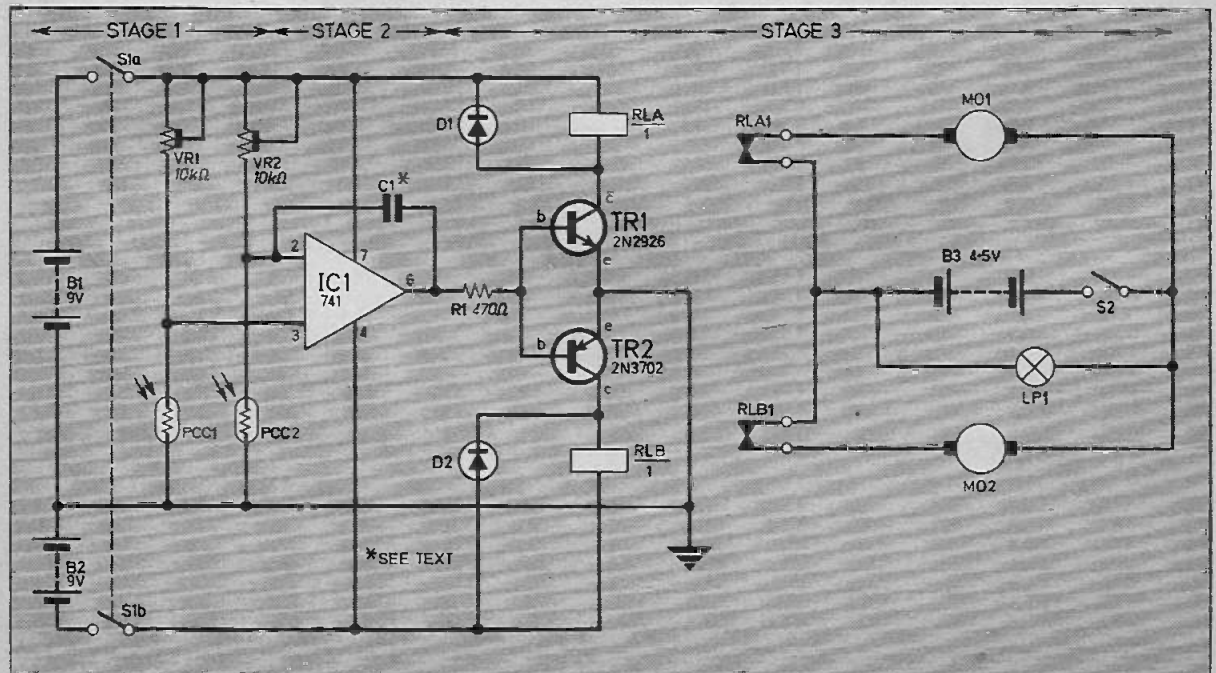 STAGE 1 STAGE 2 STAGE 3
S1a
VR1
10kΩ
VR2
10kΩ
C1*
D1
RLA
1
c
b
TR1
2N2926
e
2
7
IC1
741
6
3
4
R1 470Ω
e
b
TR2
2N3702
c
B1
9V
PCC1
PCC2
D2
RLB
1
*SEE TEXT
B2
9V
S1b
RLA1
MO1
B3 4·5V
S2
LP1
RLB1
MO2